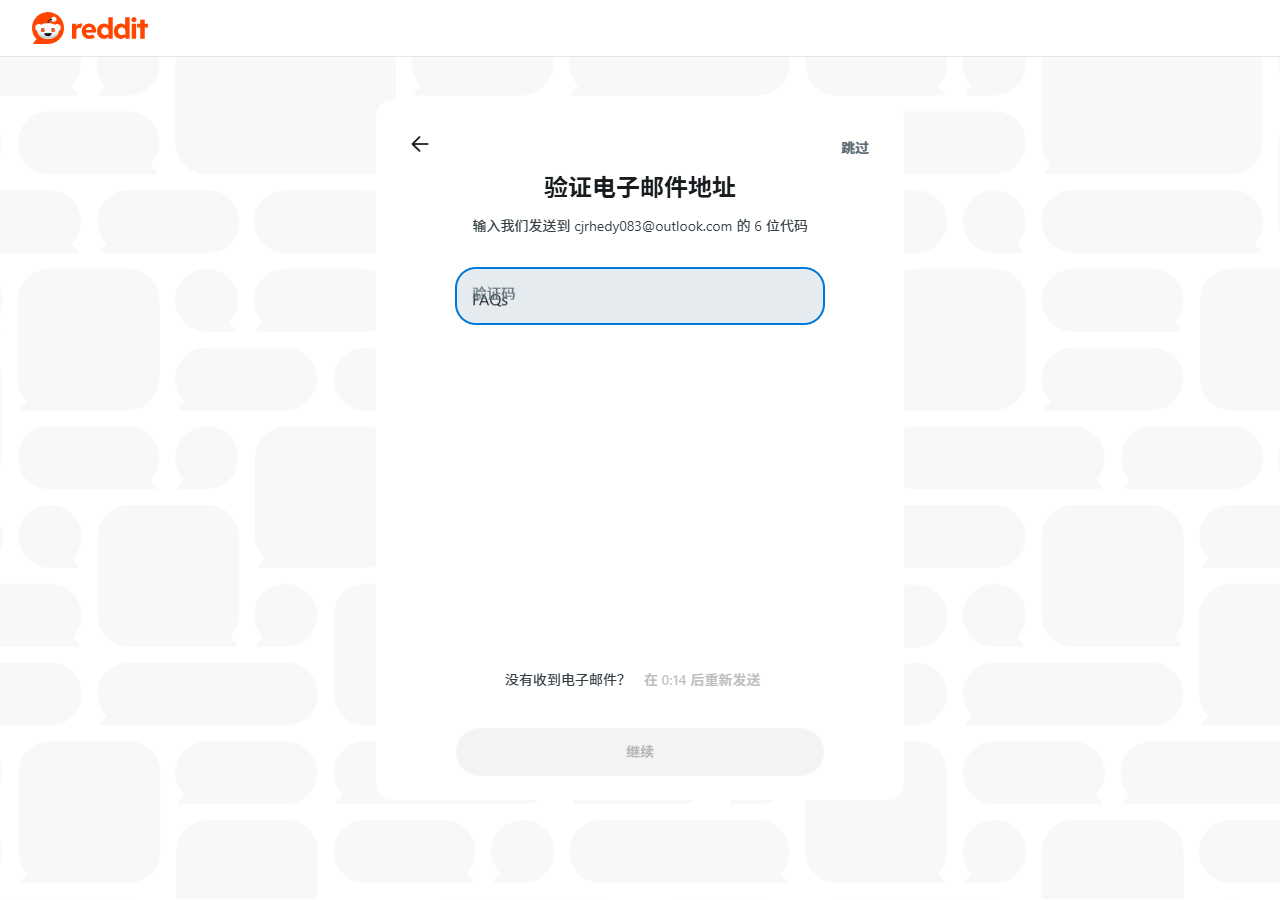 reddit
跳过
验证电子邮件地址
输入我们发送到 cjrhedy083@outlook.com 的 6 位代码
验证码
FAQs
没有收到电子邮件？ 在 0:14 后重新发送
继续